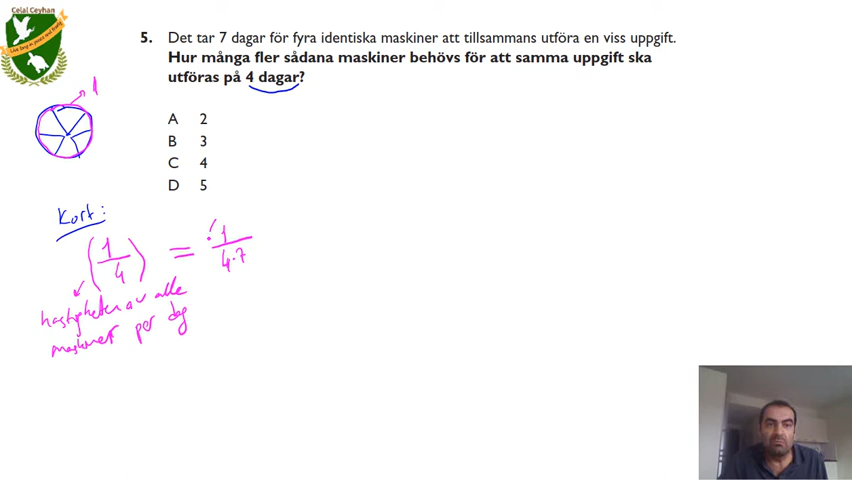 Celal Ceyhan
5. Det tar 7 dagar för fyra identiska maskiner att tillsammans utföra en viss uppgift.
Hur många fler sådana maskiner behövs för att samma uppgift ska
utföras på 4 dagar?
1
A 2
B 3
C 4
D 5
Kort:
(1/4) = 1/4·7
hastigheten av alle
maskiner per dag